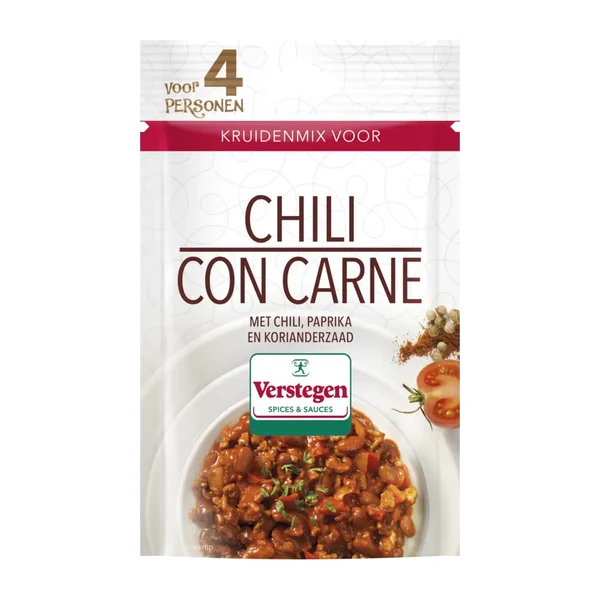 VOOR 4
PERSONEN
KRUIDENMIX VOOR
CHILI
CON CARNE
MET CHILI, PAPRIKA
EN KORIANDERZAAD
Verstegen
SPICES & SAUCES